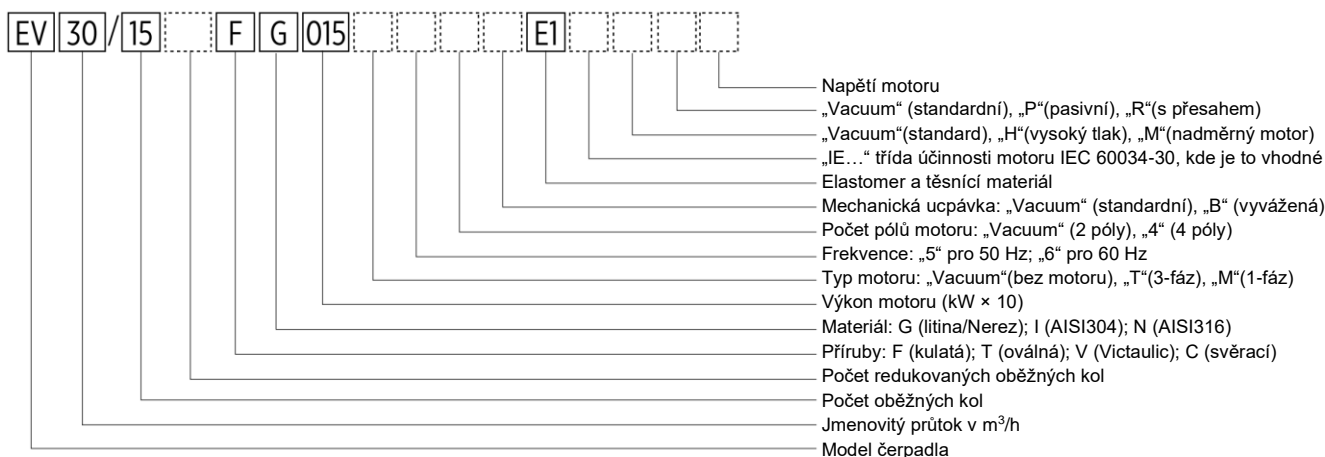 EV 30 / 15 F G 015 E1
Napětí motoru
„Vacuum“ (standardní), „P“(pasivní), „R“(s přesahem)
„Vacuum“(standard), „H“(vysoký tlak), „M“(nadměrný motor)
„IE…“ třída účinnosti motoru IEC 60034-30, kde je to vhodné
Elastomer a těsnící materiál
Mechanická ucpávka: „Vacuum“ (standardní), „B“ (vyvážená)
Počet pólů motoru: „Vacuum“ (2 póly), „4“ (4 póly)
Frekvence: „5“ pro 50 Hz; „6“ pro 60 Hz
Typ motoru: „Vacuum“(bez motoru), „T“(3-fáz), „M“(1-fáz)
Výkon motoru (kW × 10)
Materiál: G (litina/Nerez); I (AISI304); N (AISI316)
Příruby: F (kulatá); T (oválná); V (Victaulic); C (svěrací)
Počet redukovaných oběžných kol
Počet oběžných kol
Jmenovitý průtok v m³/h
Model čerpadla